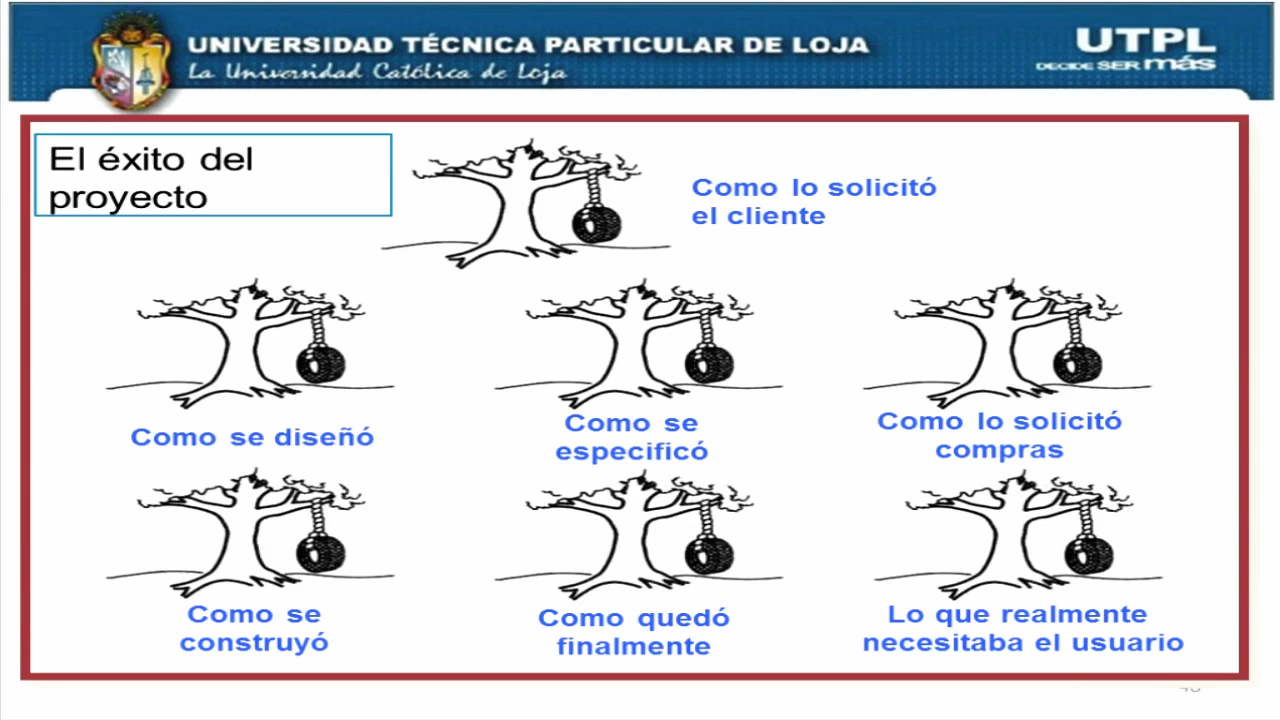 UNIVERSIDAD TÉCNICA PARTICULAR DE LOJA
La Universidad Católica de Loja
UTPL
DECIDE SER más
El éxito del
proyecto
Como lo solicitó
el cliente
Como se diseñó
Como se
especificó
Como lo solicitó
compras
Como se
construyó
Como quedó
finalmente
Lo que realmente
necesitaba el usuario